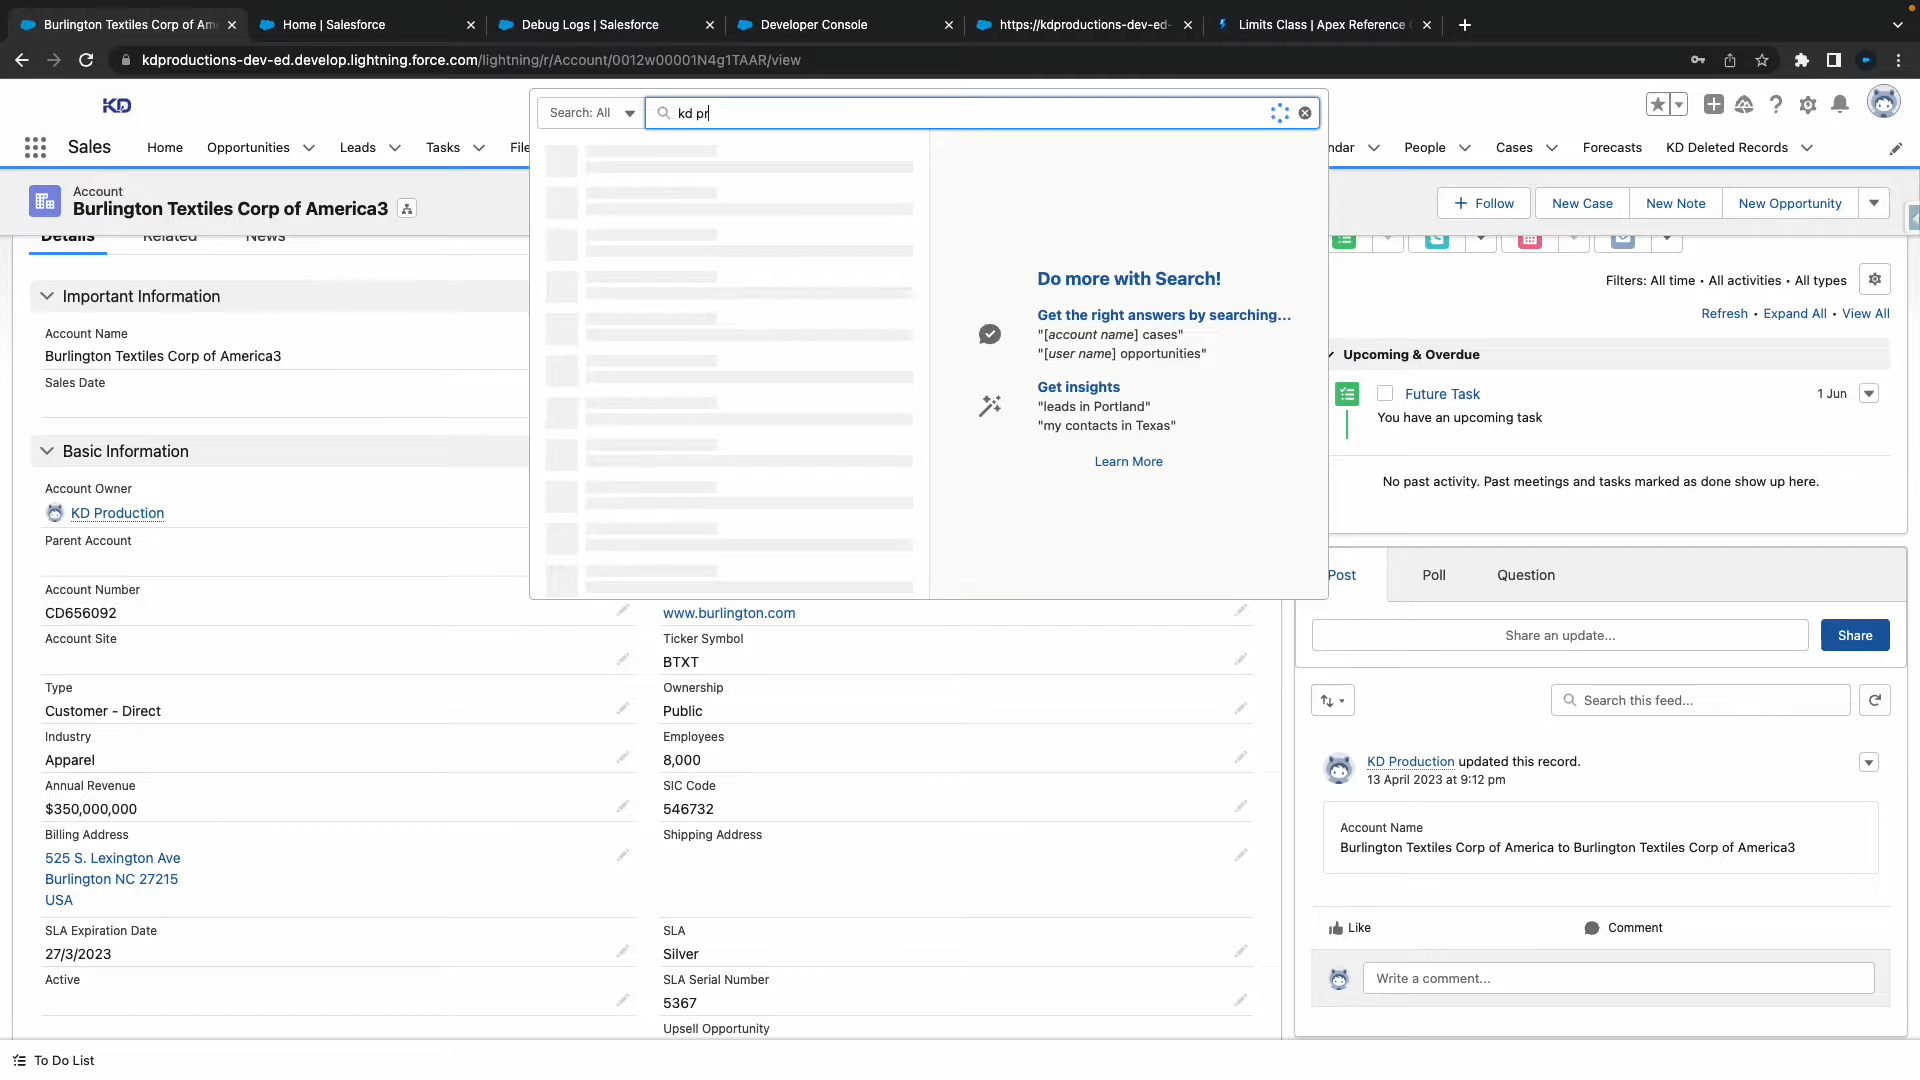 Burlington Textiles Corp of Am
Home | Salesforce
Debug Logs | Salesforce
Developer Console
https://kdproductions-dev-ed-
Limits Class | Apex Reference
kdproductions-dev-ed.develop.lightning.force.com/lightning/r/Account/0012w00001N4g1TAAR/view
KD
Search: All
kd pr
Sales
Home
Opportunities
Leads
Tasks
File
ndar
People
Cases
Forecasts
KD Deleted Records
Account
Burlington Textiles Corp of America3
Follow
New Case
New Note
New Opportunity
Details
Related
News
Important Information
Account Name
Burlington Textiles Corp of America3
Sales Date
Basic Information
Account Owner
KD Production
Parent Account
Account Number
CD656092
Account Site
Type
Customer - Direct
Industry
Apparel
Annual Revenue
$350,000,000
Billing Address
525 S. Lexington Ave
Burlington NC 27215
USA
SLA Expiration Date
27/3/2023
Active
Do more with Search!
Get the right answers by searching...
"[account name] cases"
"[user name] opportunities"
Get insights
"leads in Portland"
"my contacts in Texas"
Learn More
www.burlington.com
Ticker Symbol
BTXT
Ownership
Public
Employees
8,000
SIC Code
546732
Shipping Address
SLA
Silver
SLA Serial Number
5367
Upsell Opportunity
Filters: All time • All activities • All types
Refresh • Expand All • View All
Upcoming & Overdue
Future Task
1 Jun
You have an upcoming task
No past activity. Past meetings and tasks marked as done show up here.
Post
Poll
Question
Share an update...
Share
Search this feed...
KD Production updated this record.
13 April 2023 at 9:12 pm
Account Name
Burlington Textiles Corp of America to Burlington Textiles Corp of America3
Like
Comment
Write a comment...
To Do List